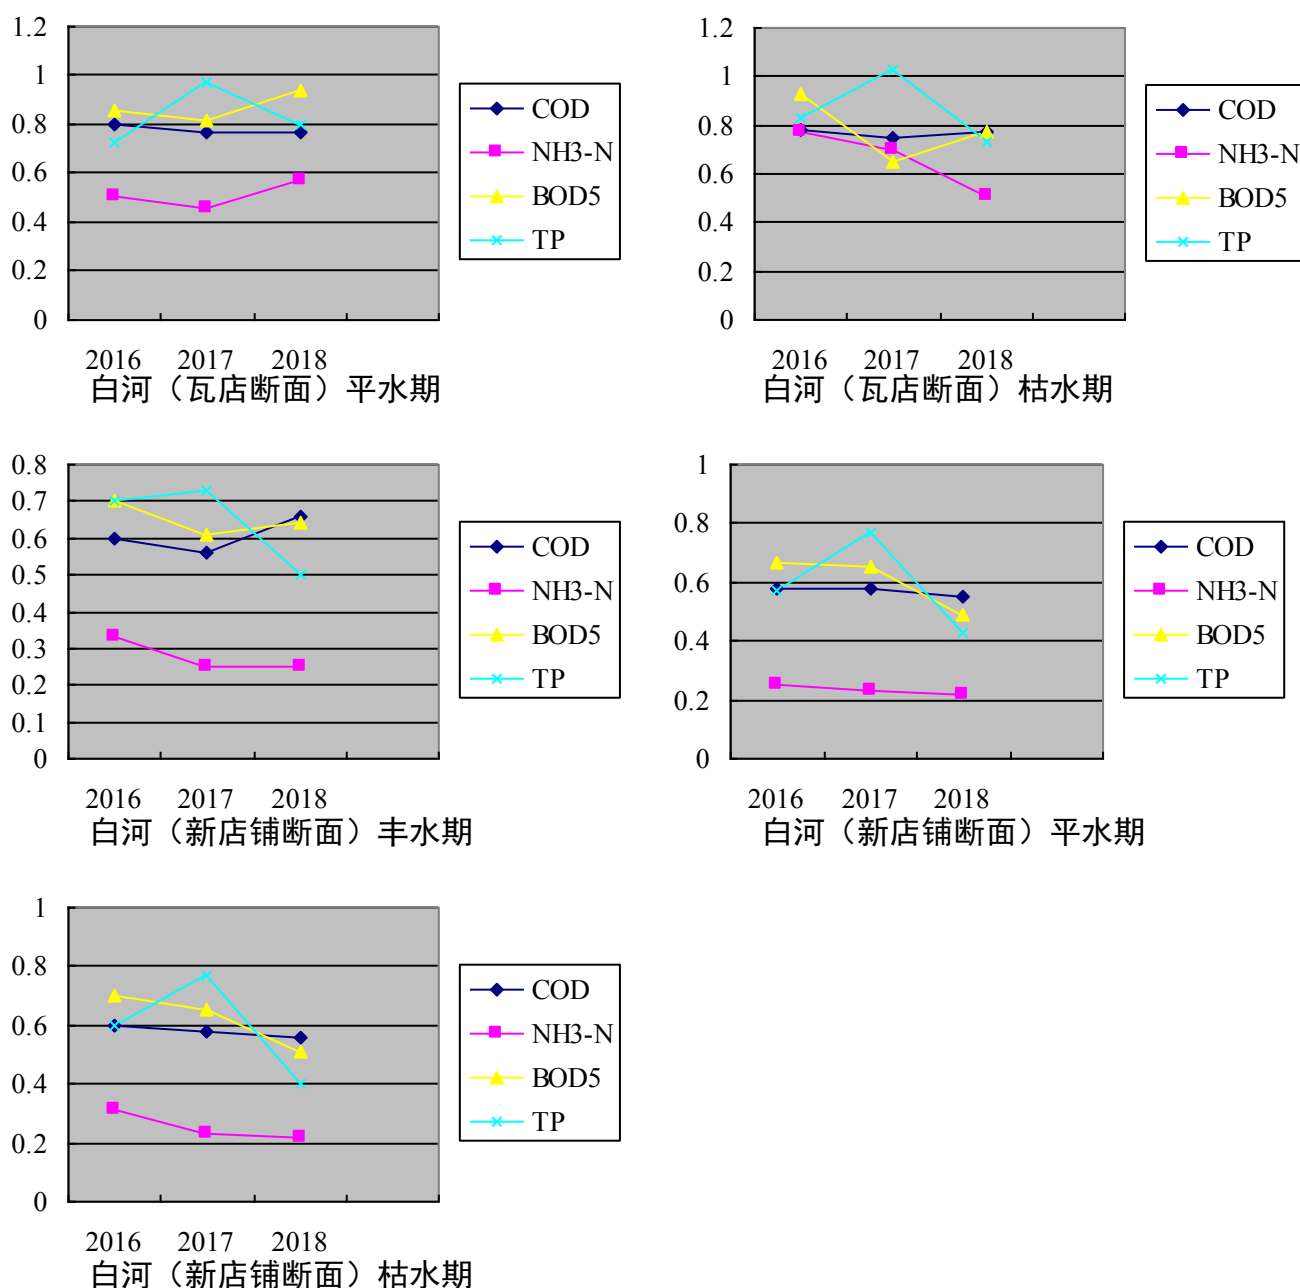 1.2
1
0.8
0.6
0.4
0.2
0
COD
NH3-N
BOD5
TP
2016 2017 2018
白河（瓦店断面）平水期
1.2
1
0.8
0.6
0.4
0.2
0
COD
NH3-N
BOD5
TP
2016 2017 2018
白河（瓦店断面）枯水期
0.8
0.7
0.6
0.5
0.4
0.3
0.2
0.1
0
COD
NH3-N
BOD5
TP
2016 2017 2018
白河（新店铺断面）丰水期
1
0.8
0.6
0.4
0.2
0
COD
NH3-N
BOD5
TP
2016 2017 2018
白河（新店铺断面）平水期
1
0.8
0.6
0.4
0.2
0
COD
NH3-N
BOD5
TP
2016 2017 2018
白河（新店铺断面）枯水期